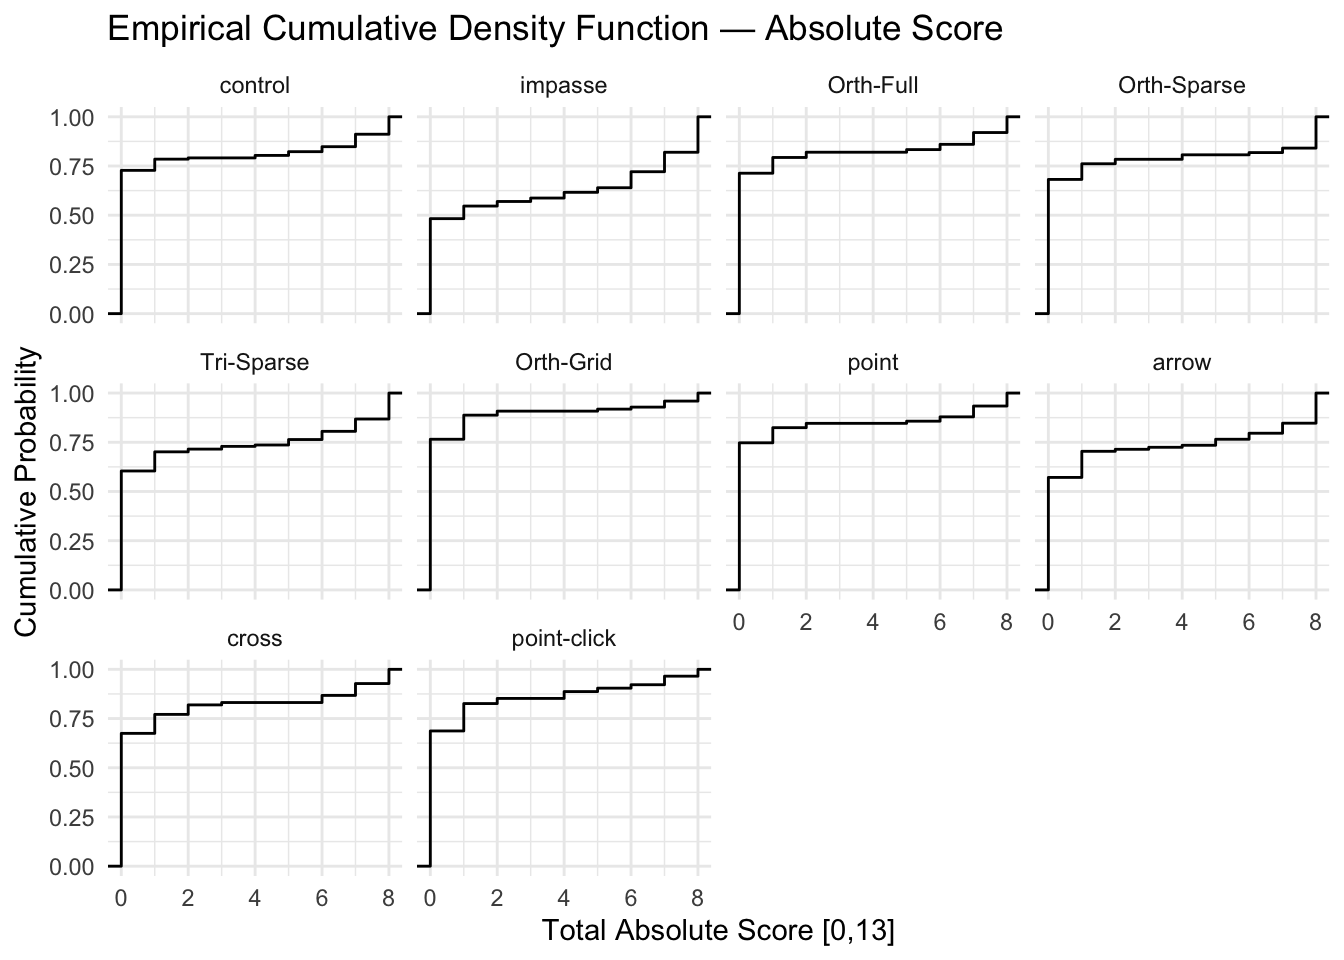 Empirical Cumulative Density Function — Absolute Score
control impasse Orth-Full Orth-Sparse
1.00
0.75
0.50
0.25
0.00
Tri-Sparse Orth-Grid point arrow
1.00
0.75
0.50
0.25
0.00
0 2 4 6 8 0 2 4 6 8
cross point-click
1.00
0.75
0.50
0.25
0.00
0 2 4 6 8 0 2 4 6 8
Cumulative Probability
Total Absolute Score [0,13]